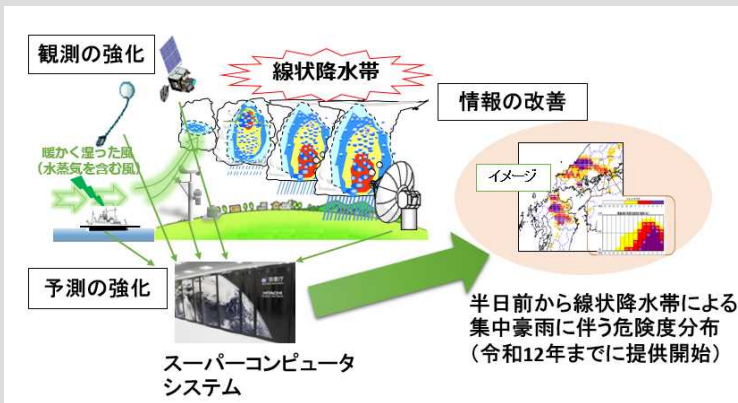 観測の強化
線状降水帯
情報の改善
暖かく湿った風
(水蒸気を含む風)
イメージ
予測の強化
気象庁
HITACHI
スーパーコンピュータ
システム
半日前から線状降水帯による
集中豪雨に伴う危険度分布
(令和12年までに提供開始)